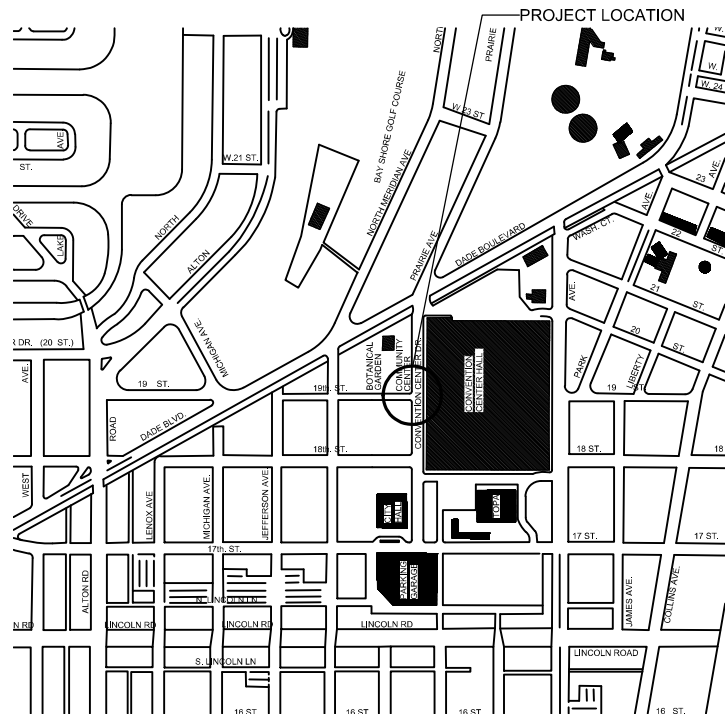 PROJECT LOCATION
NORT
PRAIRIE
W.
W.
W. 24
W. 23 ST
AVE
ST.
W.21 ST.
BAY SHORE GOLF COURSE
NORTH MERIDIAN AVE
PRAIRIE AVE.
DADE BOULEVARD
WASH. CT.
AVE.
23
AVE.
22
ST
21
ST.
20
ST.
DRIVE
LAKE
NORTH
ALTON
MICHIGAN AVE.
R DR. (20 ST.)
AVE.
WEST
19 ST.
ROAD
DADE BLVD.
BOTANICAL
GARDEN
COMMUNITY
CENTER
CONVENTION CENTER DR.
CONVENTION
CENTER HALL
AVE.
PARK
LIBERTY
19 ST.
19th. ST.
18th. ST.
18 ST.
18
LENOX AVE
MICHIGAN AVE.
JEFFERSON AVE.
CITY
HALL
TOPA
17th. ST.
17 ST.
17 ST.
ALTON RD
PARKING
GARAGE
JAMES AVE.
COLLINS AVE.
N. LINCOLN LN
N RD
LINCOLN RD
LINCOLN RD
LINCOLN RD
LINCOLN ROAD
S. LINCOLN LN
16 ST
16 ST
16 ST
16 ST.